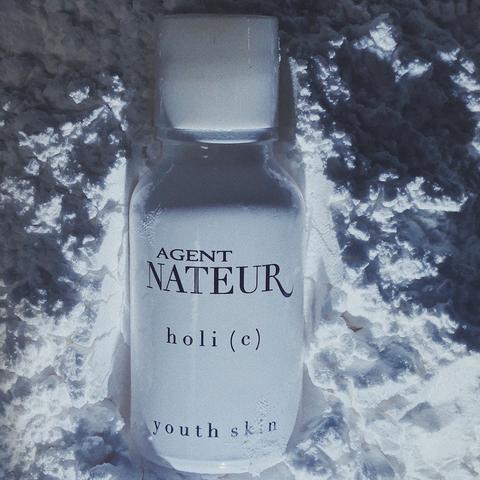 AGENT
NATEUR
holi (c)
youth skin